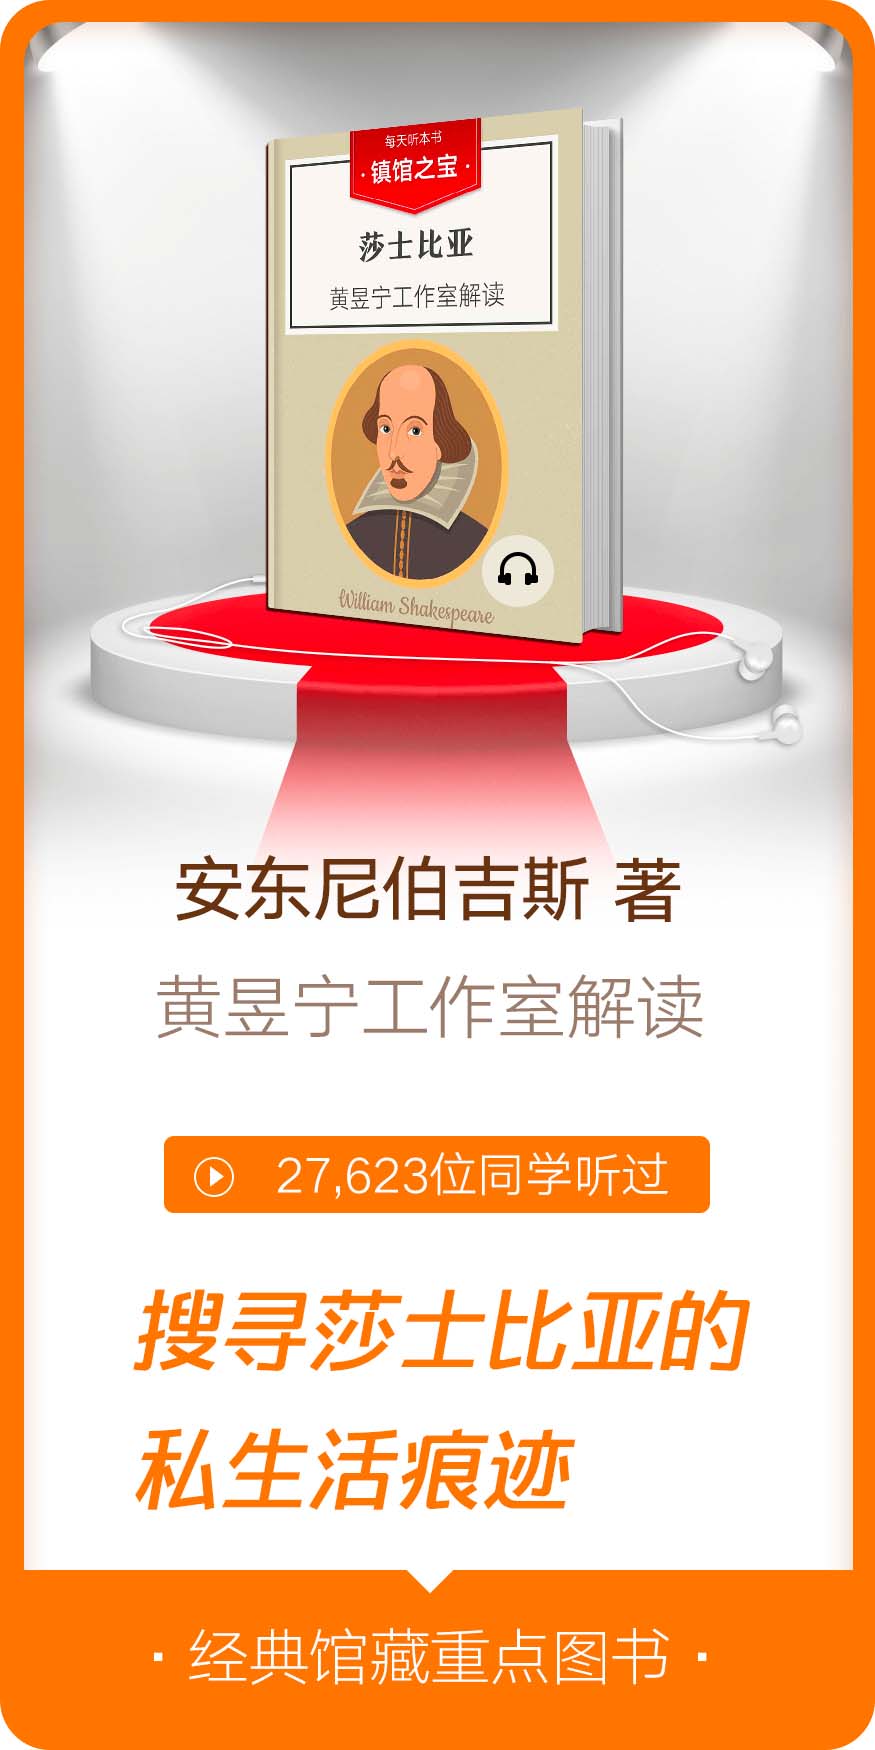 每天听本书
·镇馆之宝·
莎士比亚
黄昱宁工作室解读
William Shakespeare
安东尼伯吉斯 著
黄昱宁工作室解读
27,623位同学听过
搜寻莎士比亚的
私生活痕迹
·经典馆藏重点图书·